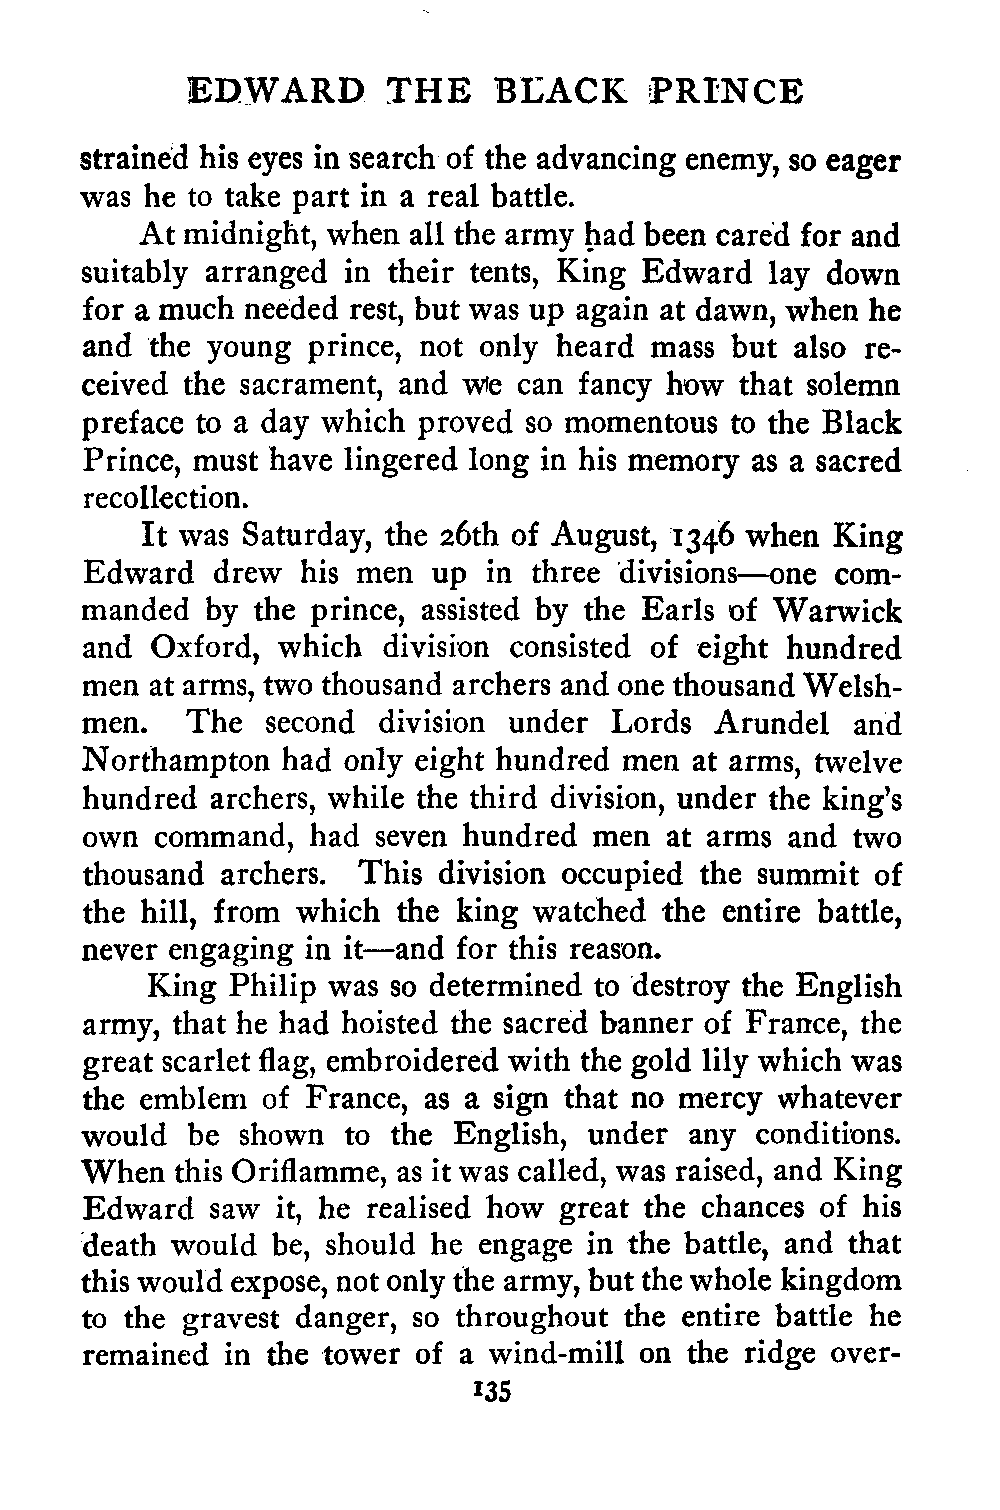 EDWARD THE BLACK PRINCE
strained his eyes in search of the advancing enemy, so eager
was he to take part in a real battle.
At midnight, when all the army had been cared for and
suitably arranged in their tents, King Edward lay down
for a much needed rest, but was up again at dawn, when he
and the young prince, not only heard mass but also re-
ceived the sacrament, and we can fancy how that solemn
preface to a day which proved so momentous to the Black
Prince, must have lingered long in his memory as a sacred
recollection.
It was Saturday, the 26th of August, 1346 when King
Edward drew his men up in three divisions—one com-
manded by the prince, assisted by the Earls of Warwick
and Oxford, which division consisted of eight hundred
men at arms, two thousand archers and one thousand Welsh-
men. The second division under Lords Arundel and
Northampton had only eight hundred men at arms, twelve
hundred archers, while the third division, under the king's
own command, had seven hundred men at arms and two
thousand archers. This division occupied the summit of
the hill, from which the king watched the entire battle,
never engaging in it—and for this reason.
King Philip was so determined to destroy the English
army, that he had hoisted the sacred banner of France, the
great scarlet flag, embroidered with the gold lily which was
the emblem of France, as a sign that no mercy whatever
would be shown to the English, under any conditions.
When this Oriflamme, as it was called, was raised, and King
Edward saw it, he realised how great the chances of his
death would be, should he engage in the battle, and that
this would expose, not only the army, but the whole kingdom
to the gravest danger, so throughout the entire battle he
remained in the tower of a wind-mill on the ridge over-
135